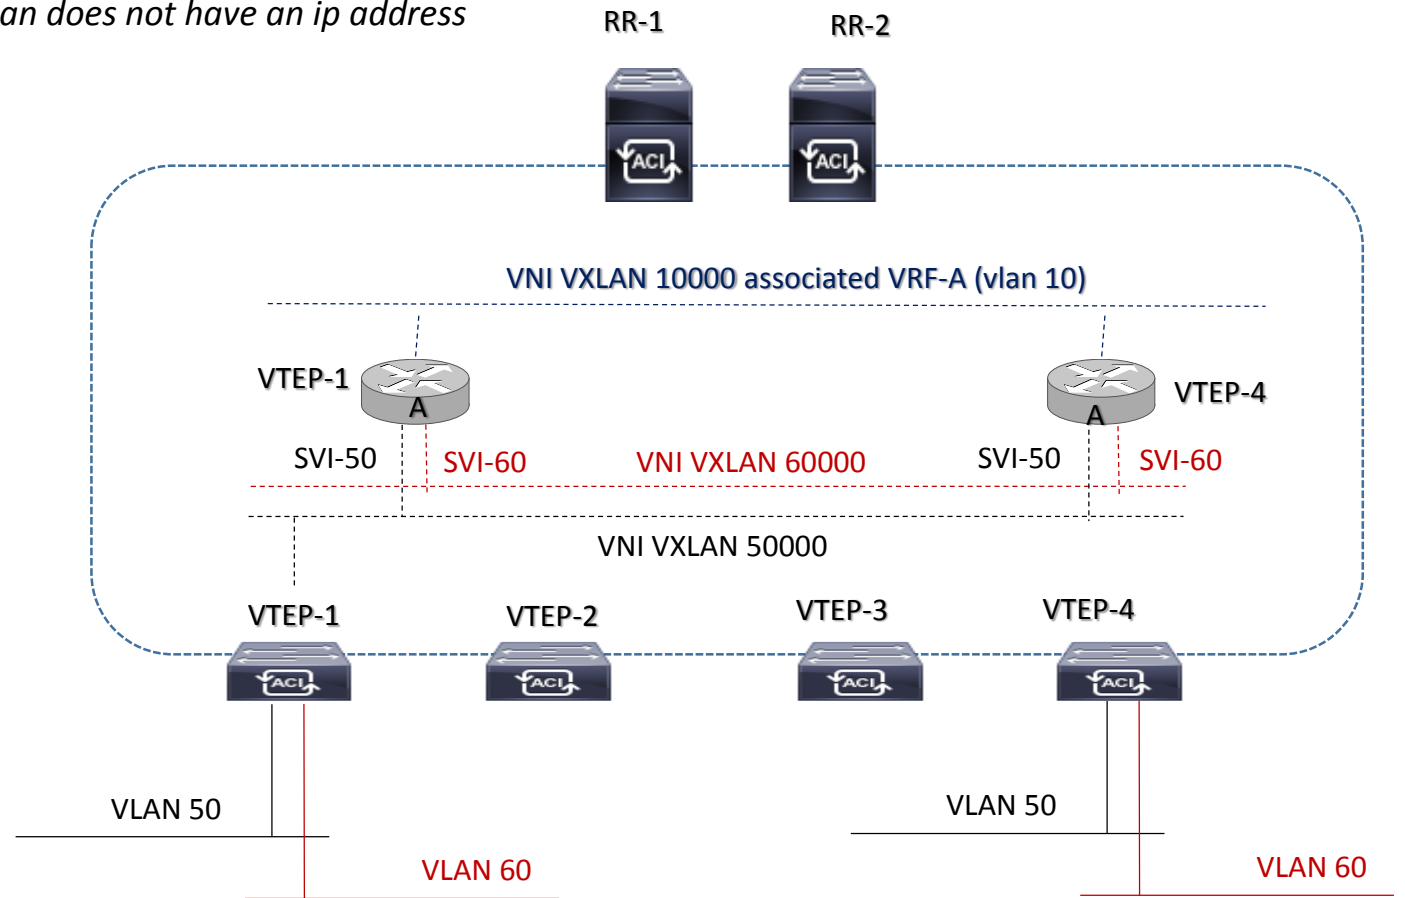 an does not have an ip address
RR-1
RR-2
ACI
ACI
VNI VXLAN 10000 associated VRF-A (vlan 10)
VTEP-1
A
VTEP-4
A
SVI-50
SVI-60
VNI VXLAN 60000
SVI-50
SVI-60
VNI VXLAN 50000
VTEP-1
VTEP-2
VTEP-3
VTEP-4
ACI
ACI
ACI
ACI
VLAN 50
VLAN 50
VLAN 60
VLAN 60